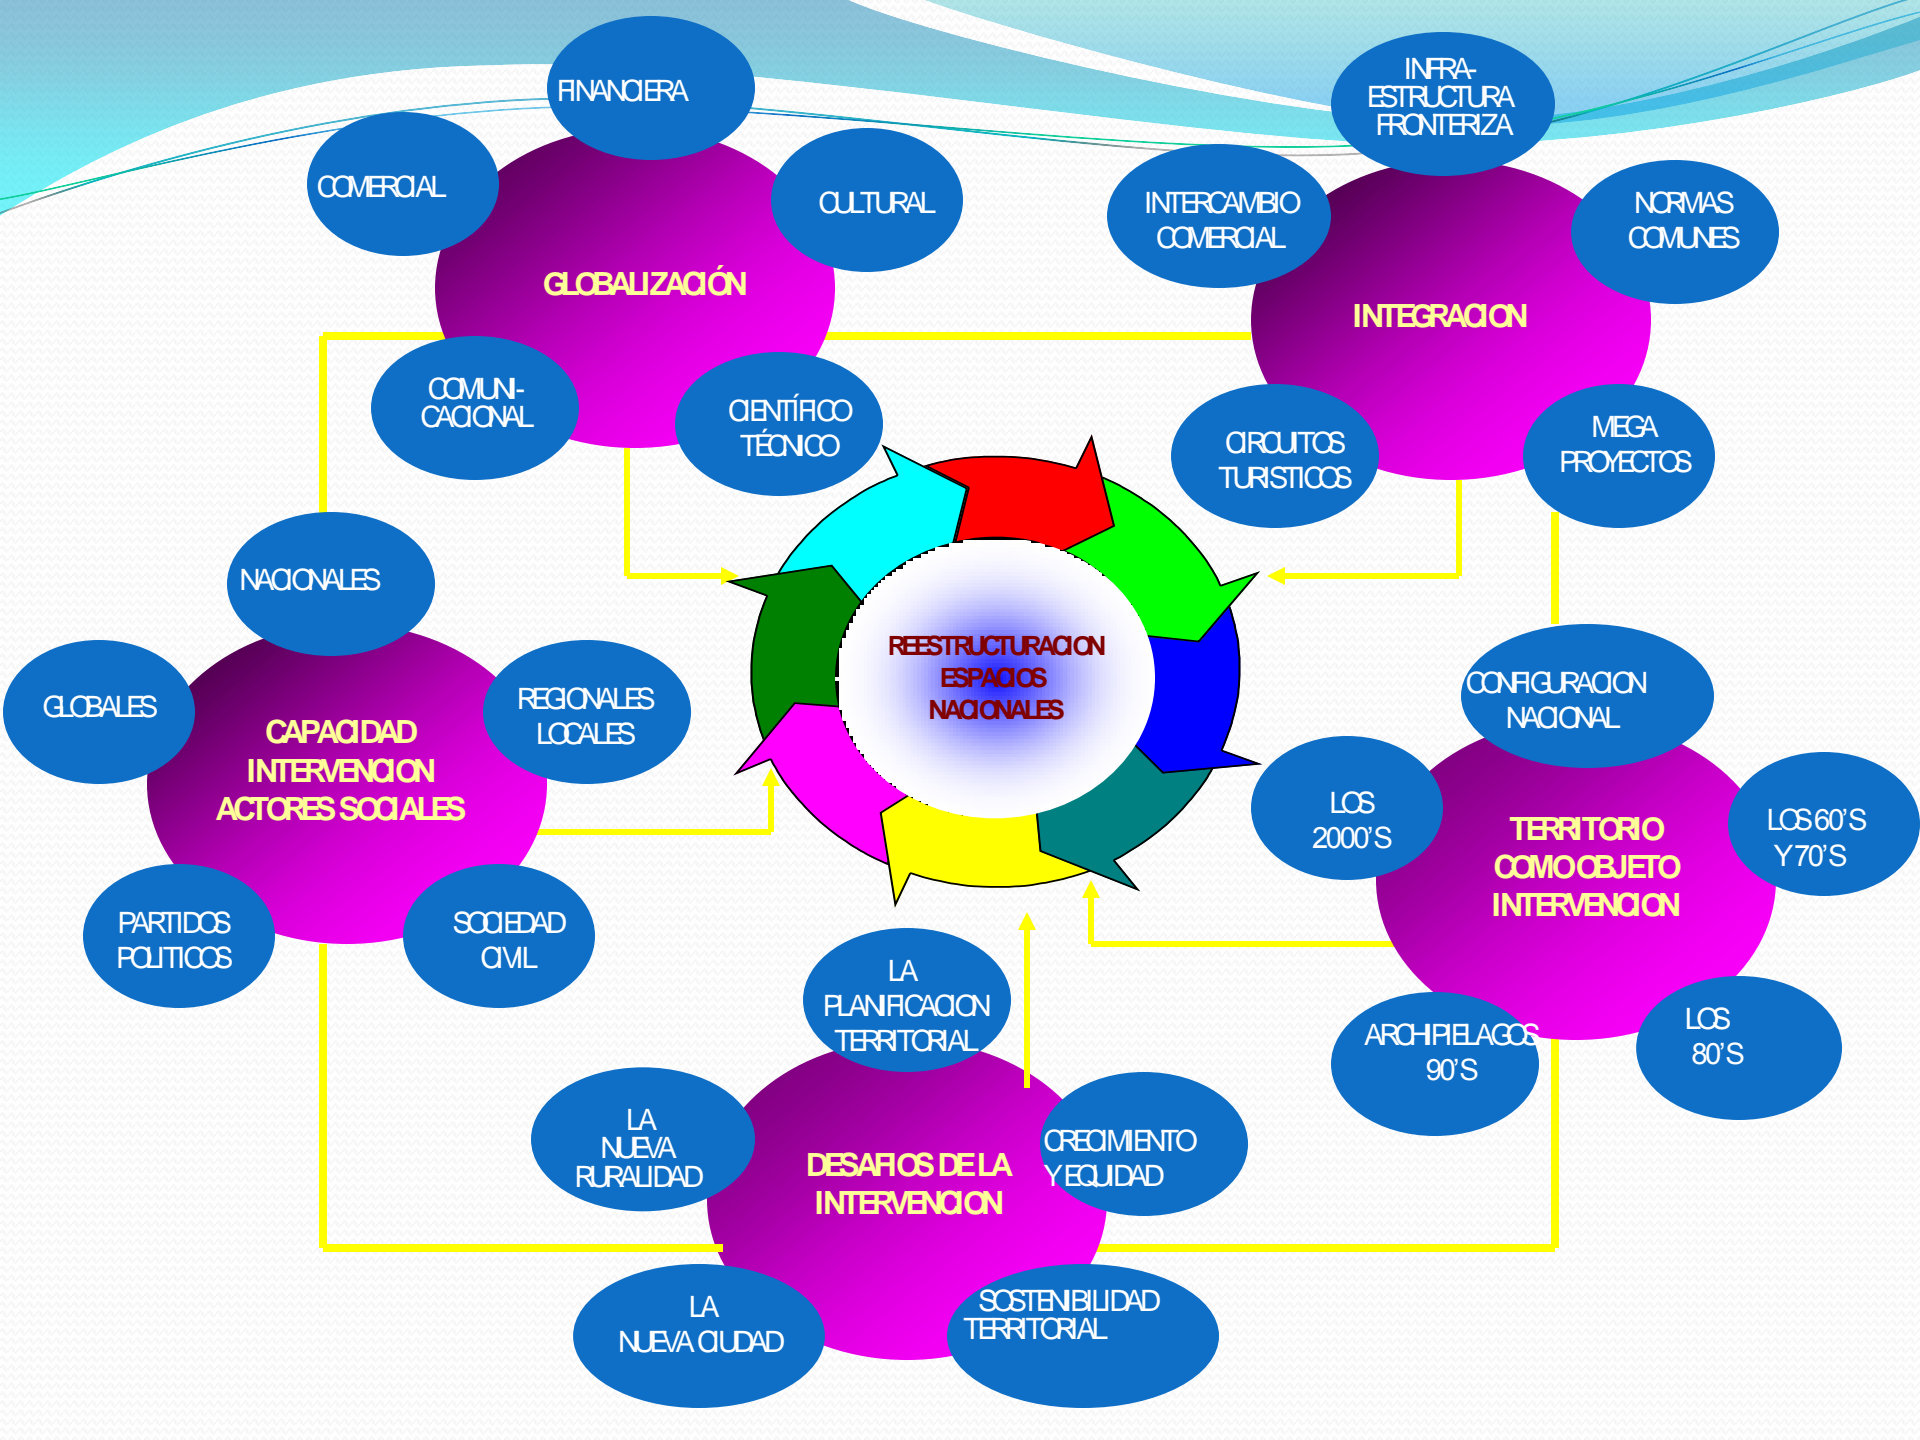 FINANCIERA
COMERCIAL
CULTURAL
GLOBALIZACIÓN
COMUNI-
CACIONAL
CIENTÍFICO
TÉCNICO
INFRA-
ESTRUCTURA
FRONTERIZA
INTERCAMBIO
COMERCIAL
NORMAS
COMUNES
INTEGRACION
CIRCUITOS
TURISTICOS
MEGA
PROYECTOS
NACIONALES
GLOBALES
REGIONALES
LOCALES
CAPACIDAD
INTERVENCION
ACTORES SOCIALES
PARTIDOS
POLITICOS
SOCIEDAD
CIVIL
REESTRUCTURACION
ESPACIOS
NACIONALES
CONFIGURACION
NACIONAL
LOS
2000'S
LOS 60'S
Y 70'S
TERRITORIO
COMO OBJETO
INTERVENCION
ARCHIPIELAGOS
90'S
LOS
80'S
LA
PLANIFICACION
TERRITORIAL
LA
NUEVA
RURALIDAD
CRECIMIENTO
Y EQUIDAD
DESAFIOS DE LA
INTERVENCION
LA
NUEVA CIUDAD
SOSTENIBILIDAD
TERRITORIAL